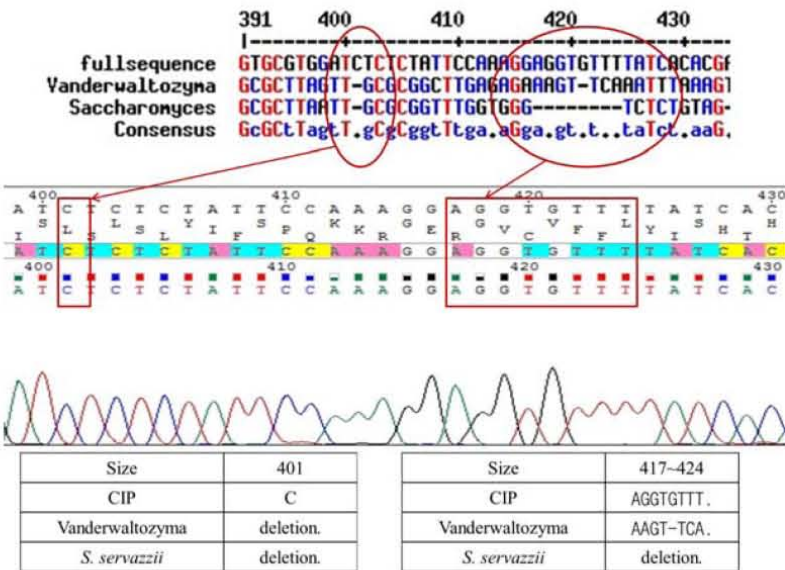 391 400 410 420 430
fullsequence GTGCGTGGATCTCTCTATTCCAAAGGAGGTGTTTTATCACACGA
Vanderwaltozyma GCGCTTAGTT-GCGCGGCTTGAGAGAAAGT-TCAAATTTAAAGT
Saccharomyces GCGCTTAATT-GCGCGGTTTGGTGGG--------TCTCTGTAG-
Consensus GcGcTtAgtT.gCgCggtTtga.aGga.gt.t..taTct.aaG.
400 410 420 430
A T C T C T C T A T T C C A A A G G A G G T G T T T T A T C A C
A T C T C T C T A T T C C A A A G G A G G T G T T T T A T C A C
400 410 420 430
A T C T C T C T A T T C C A A A G G A G G T G T T T T A T C A C
Size 401
CIP C
Vanderwaltozyma deletion.
S. servazzii deletion.
Size 417~424
CIP AGGTGTTT.
Vanderwaltozyma AAGT-TCA.
S. servazzii deletion.